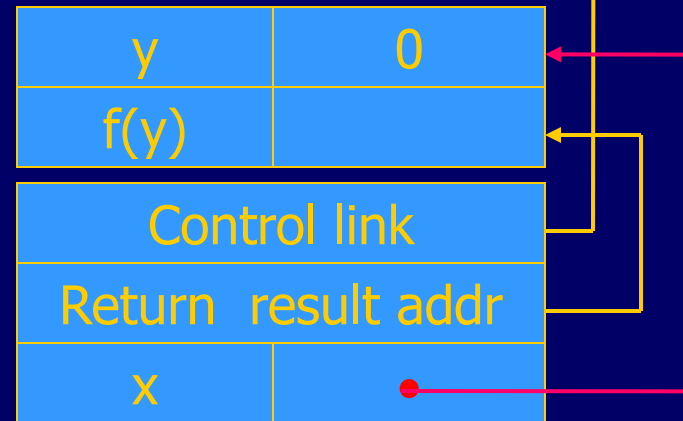 y 0
f(y)
Control link
Return result addr
x